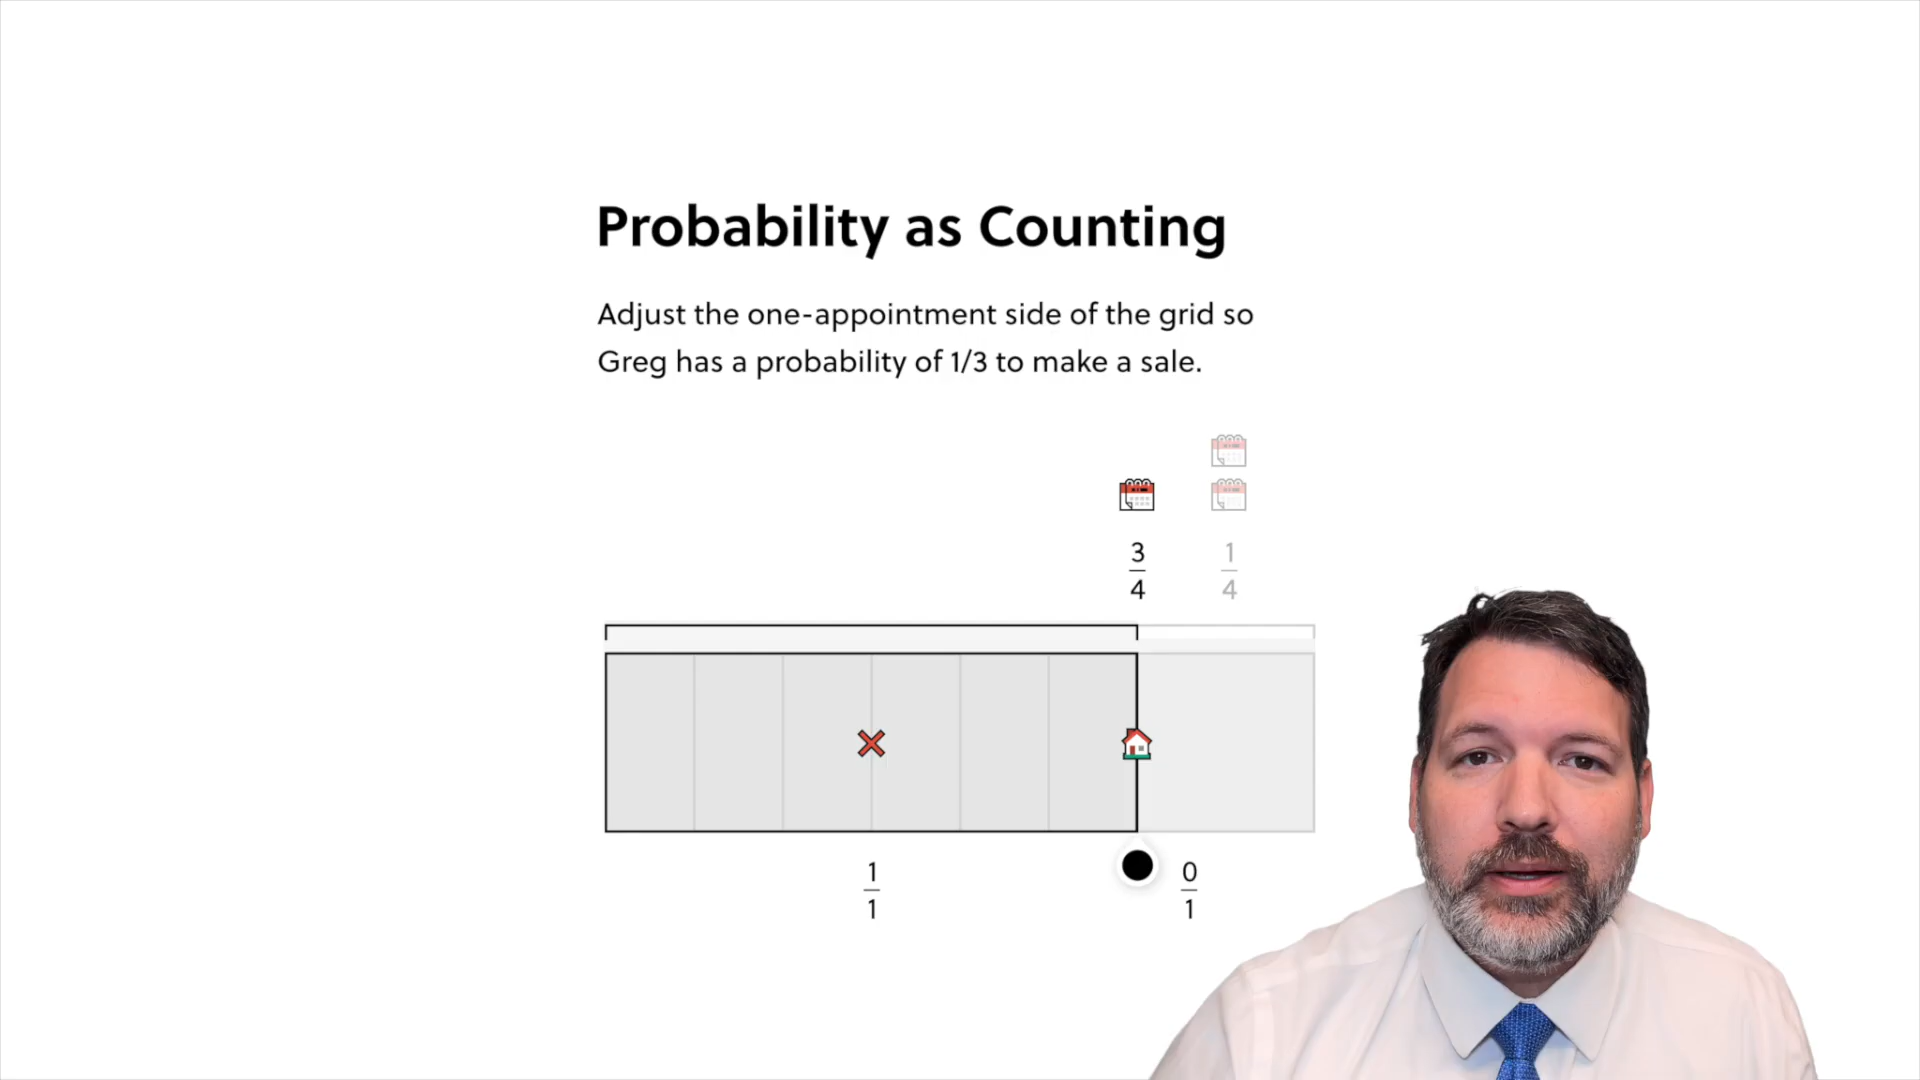 Probability as Counting
Adjust the one-appointment side of the grid so
Greg has a probability of 1/3 to make a sale.
3 1
4 4
1 0
1 1